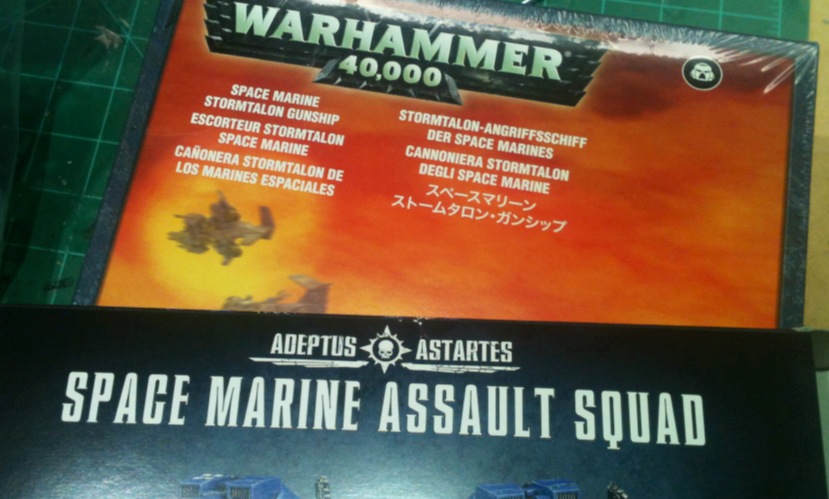 WARHAMMER
40,000
SPACE MARINE
STORMTALON GUNSHIP
ESCORTEUR STORMTALON
SPACE MARINE
CAÑONERA STORMTALON DE
LOS MARINES ESPACIALES
STORMTALON-ANGRIFFSSCHIFF
DER SPACE MARINES
CANNONIERA STORMTALON
DEGLI SPACE MARINE
スペースマリーン
ストームタロン・ガンシップ
ADEPTUS ASTARTES
SPACE MARINE ASSAULT SQUAD